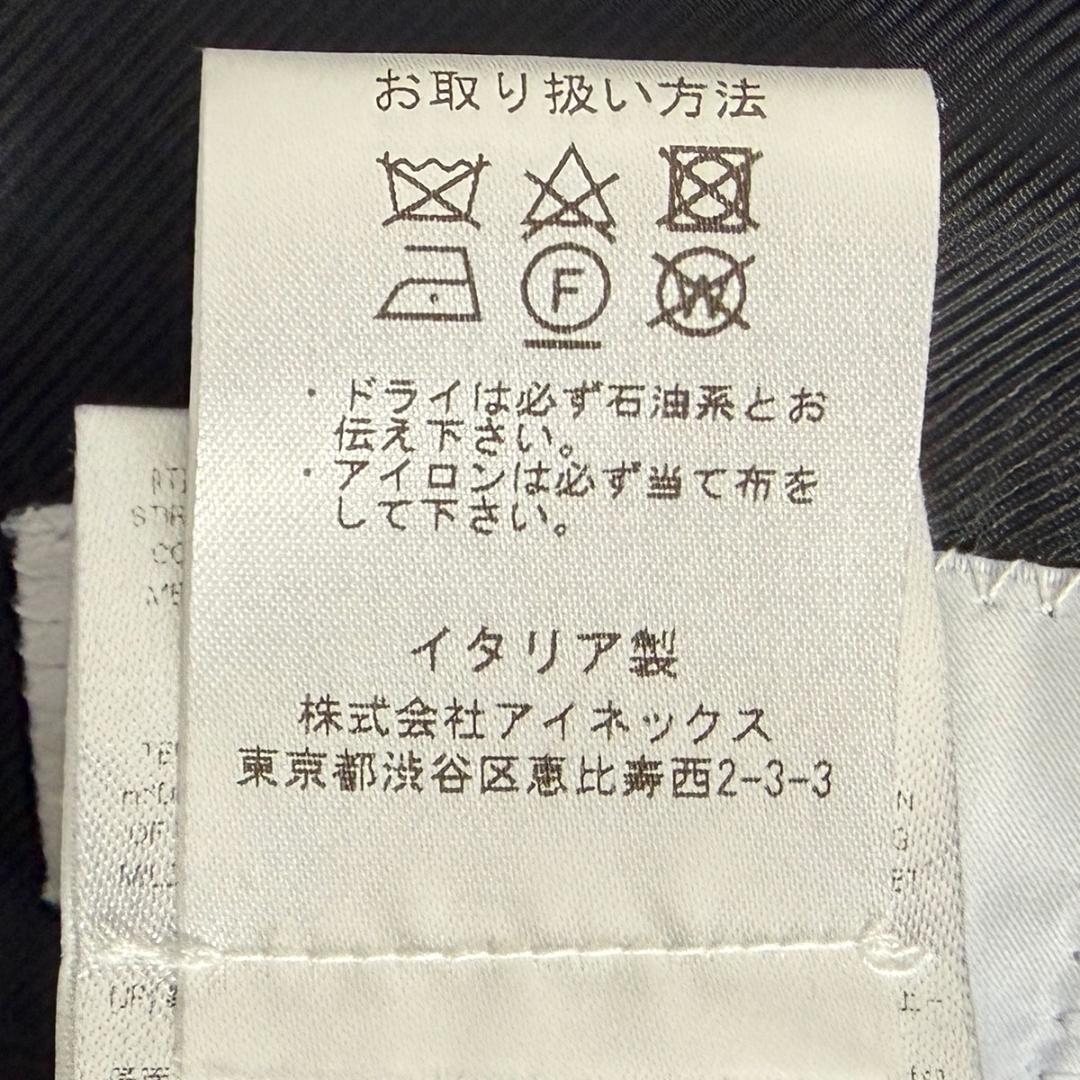 お取り扱い方法
F
W
・ドライは必ず石油系とお
伝え下さい。
・アイロンは必ず当て布を
して下さい。
イタリア製
株式会社アイネックス
東京都渋谷区恵比寿西2-3-3